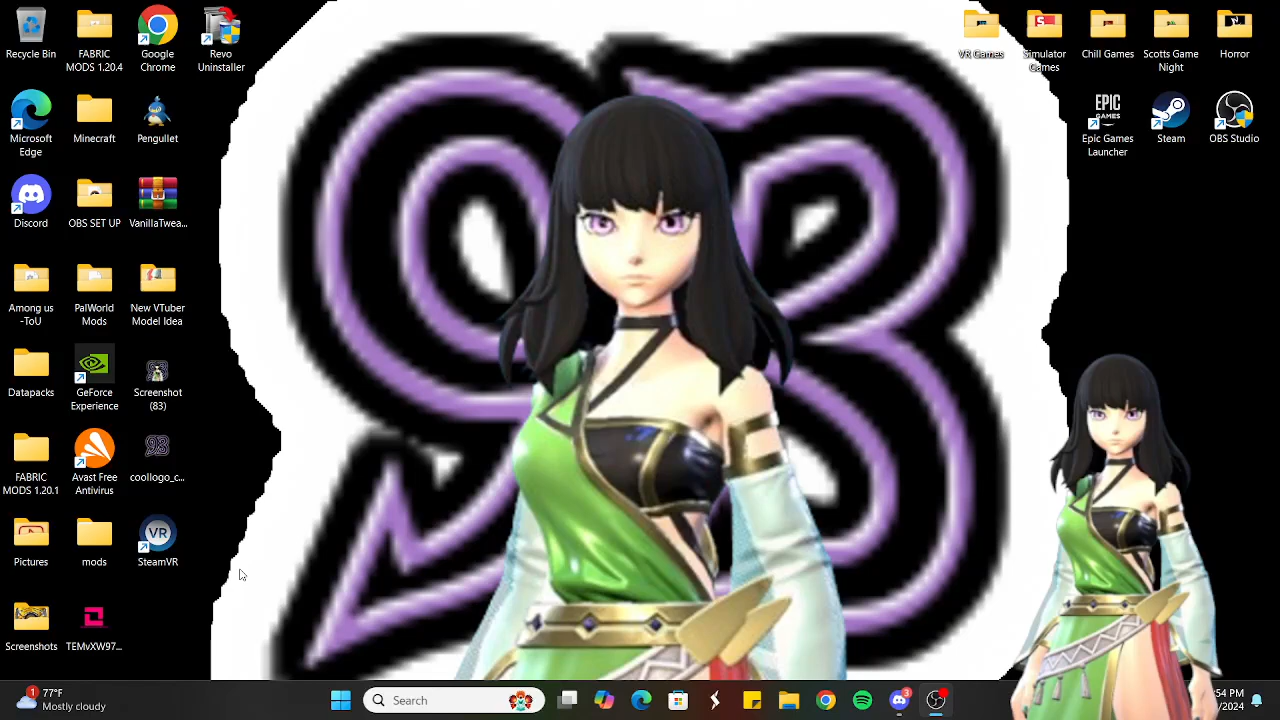 Recycle Bin
FABRIC
MODS 1.20.4
Google
Chrome
Revo
Uninstaller
VR Games
Simulator
Games
Chill Games
Scotts Game
Night
Horror
Microsoft
Edge
Minecraft
Pengullet
EPIC
GAMES
Epic Games
Launcher
Steam
OBS Studio
Discord
OBS SET UP
VanillaTwea...
Among us
-ToU
PalWorld
Mods
New VTuber
Model Idea
Datapacks
GeForce
Experience
Screenshot
(83)
FABRIC
MODS 1.20.1
Avast Free
Antivirus
coollogo_c...
Pictures
mods
VR
SteamVR
Screenshots
TEMvXW97...
98
1
77°F
Mostly cloudy
Search
3
:54 PM
/2024